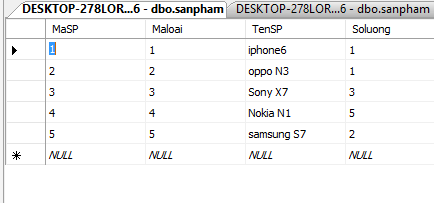 DESKTOP-278LOR...6 - dbo.sanpham DESKTOP-278LOR...6 - dbo.sanpham
MaSP Maloai TenSP Soluong
1 1 iphone6 1
2 2 oppo N3 1
3 3 Sony X7 3
4 4 Nokia N1 5
5 5 samsung S7 2
NULL NULL NULL NULL